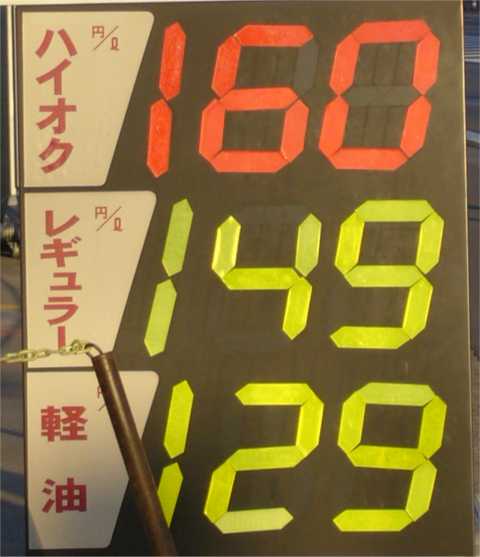 ハイオク 円/ℓ 160
レギュラー 円/ℓ 149
軽油 129